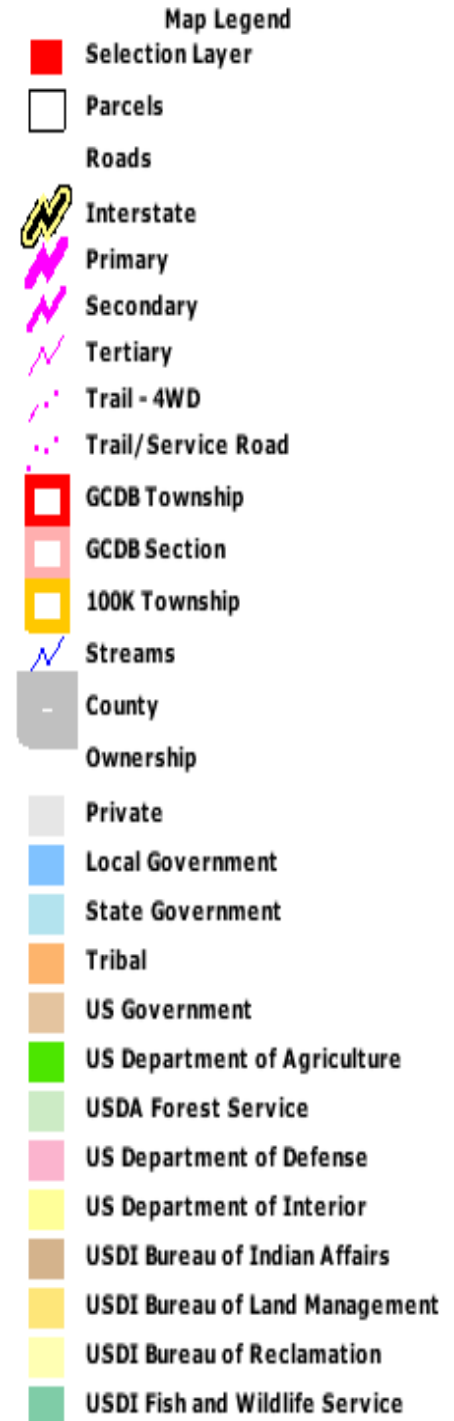 Map Legend
Selection Layer
Parcels
Roads
Interstate
Primary
Secondary
Tertiary
Trail - 4WD
Trail/Service Road
GCDB Township
GCDB Section
100K Township
Streams
County
Ownership
Private
Local Government
State Government
Tribal
US Government
US Department of Agriculture
USDA Forest Service
US Department of Defense
US Department of Interior
USDI Bureau of Indian Affairs
USDI Bureau of Land Management
USDI Bureau of Reclamation
USDI Fish and Wildlife Service